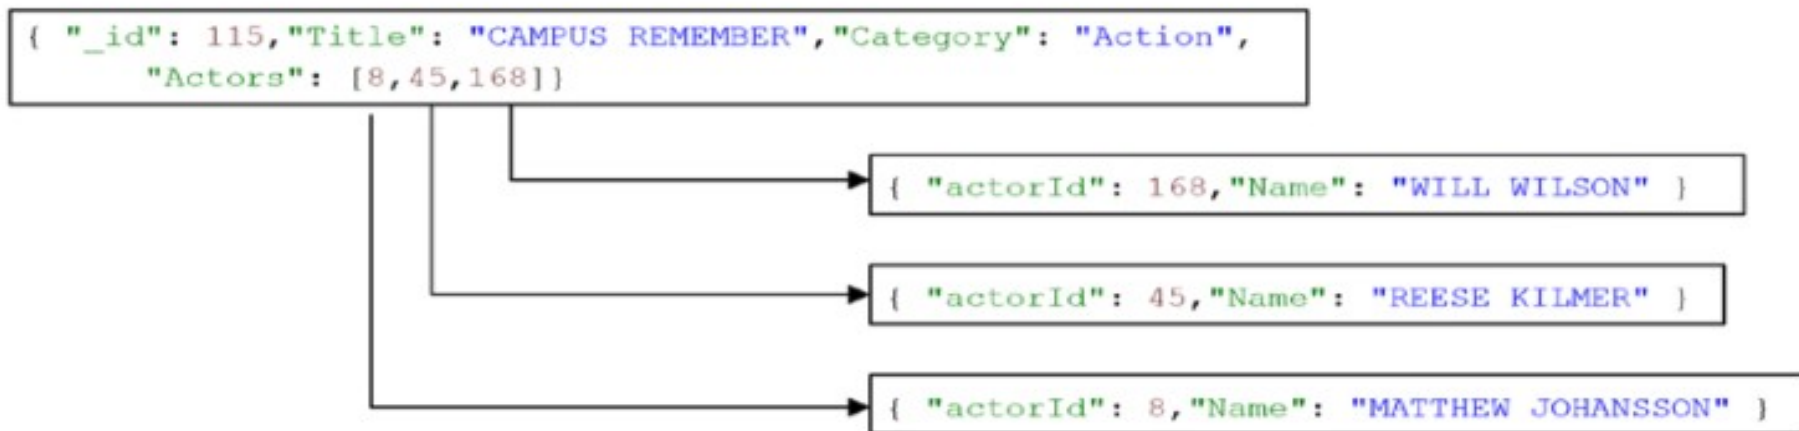 { "_id": 115,"Title": "CAMPUS REMEMBER","Category": "Action",
"Actors": [8,45,168]}
{ "actorId": 168,"Name": "WILL WILSON" }
{ "actorId": 45,"Name": "REESE KILMER" }
{ "actorId": 8,"Name": "MATTHEW JOHANSSON" }